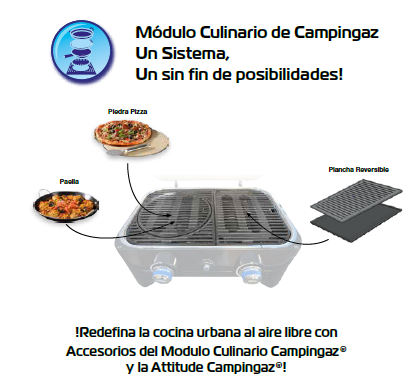 Módulo Culinario de Campingaz
Un Sistema,
Un sin fin de posibilidades!
Piedra Pizza
Plancha Reversible
Paella
!Redefina la cocina urbana al aire libre con
Accesorios del Modulo Culinario Campingaz®
y la Attitude Campingaz®!